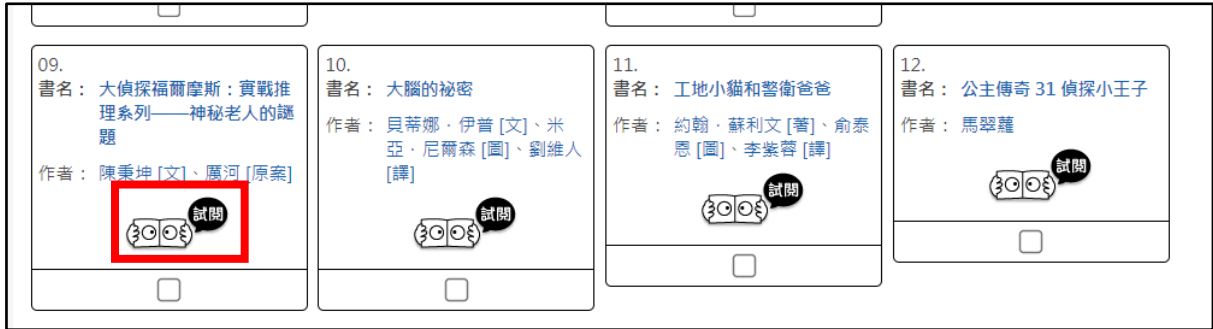 09.
書名： 大偵探福爾摩斯：實戰推
理系列——神秘老人的謎
題
作者： 陳秉坤 [文]、厲河 [原案]
試閱
10.
書名： 大腦的祕密
作者： 貝蒂娜．伊普 [文]、米
亞．尼爾森 [圖]、劉維人
[譯]
試閱
11.
書名： 工地小貓和警衛爸爸
作者： 約翰．蘇利文 [著]、俞泰
恩 [圖]、李紫蓉 [譯]
試閱
12.
書名： 公主傳奇 31 偵探小王子
作者： 馬翠蘿
試閱